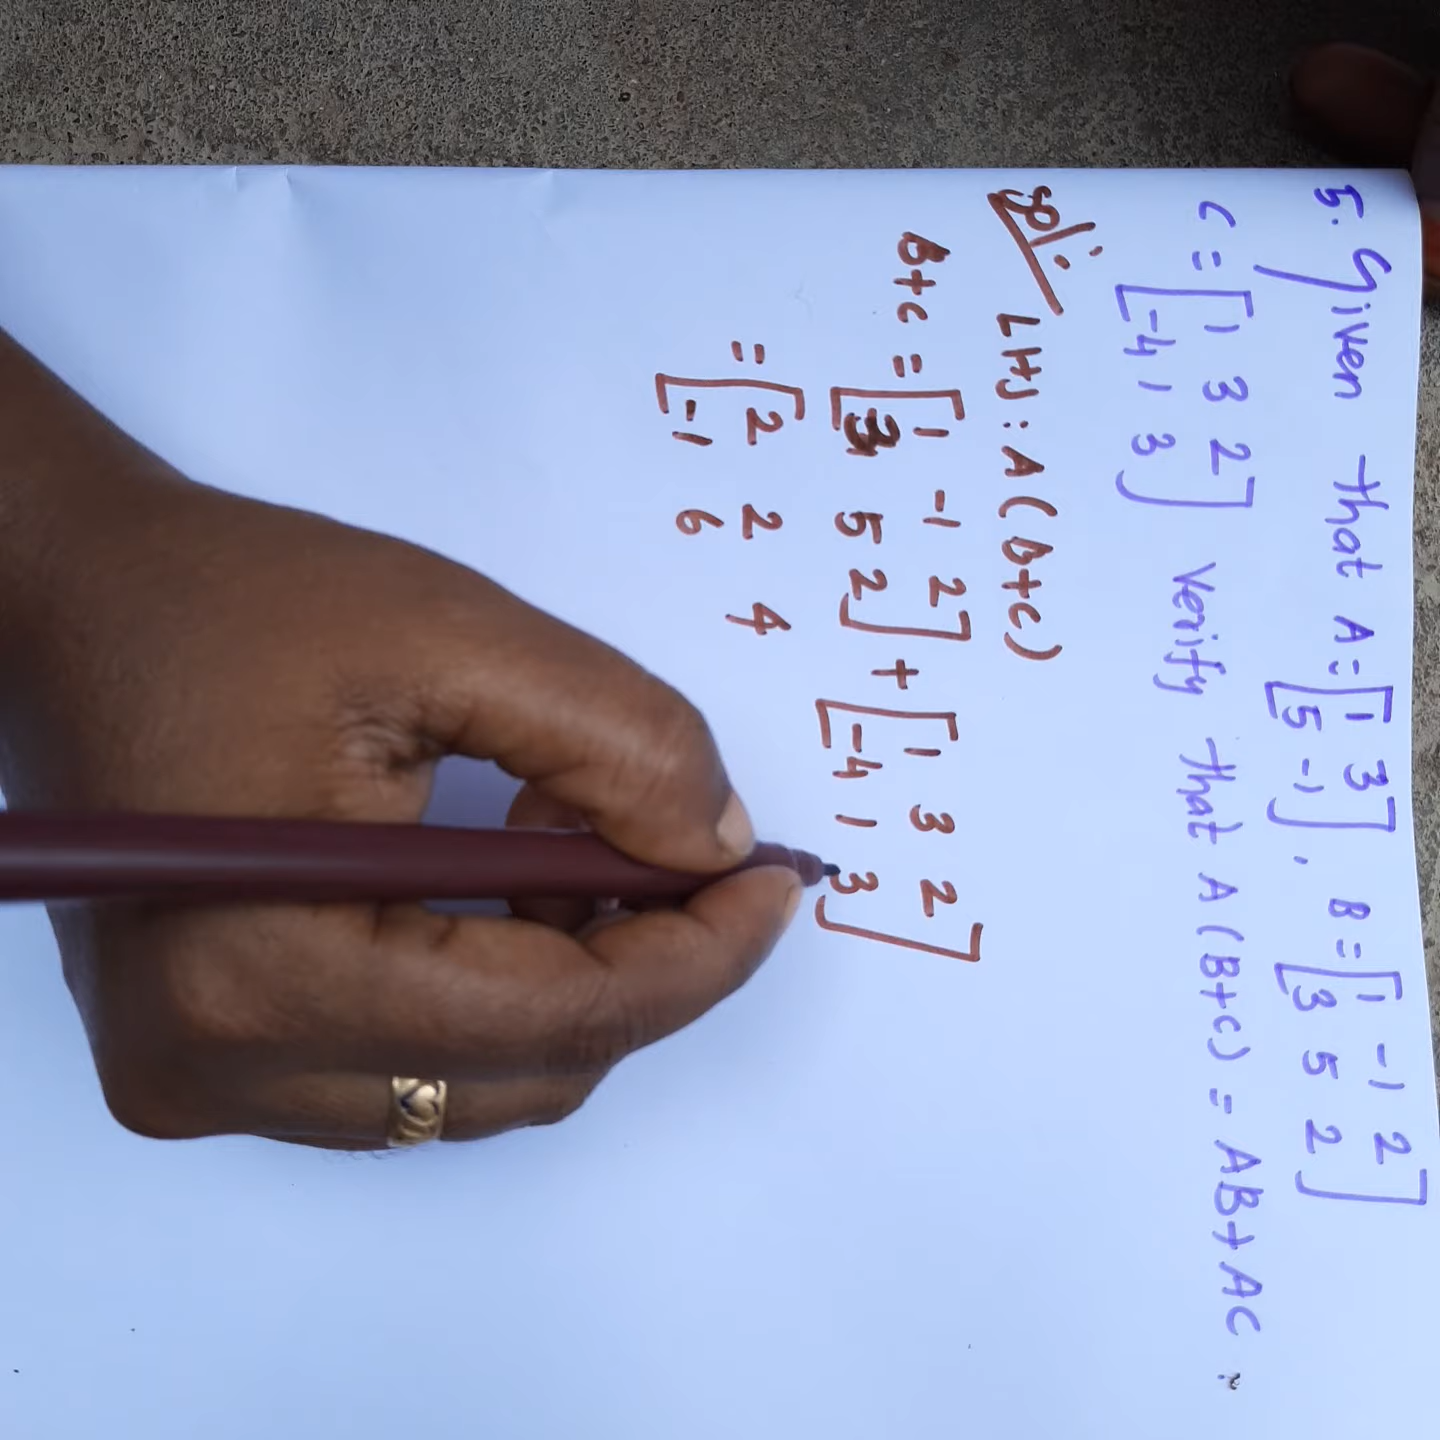 5. Given that A = [1 3 , B = [1 -1 2
5 -1] 3 5 2]
C = [1 3 2
-4 1 3] Verify that A(B+C) = AB+AC.
Soln: LHS : A(B+C)
B+C = [1 -1 2] + [1 3 2]
[3 5 2] [-4 1 3]
= [2 2 4
[-1 6